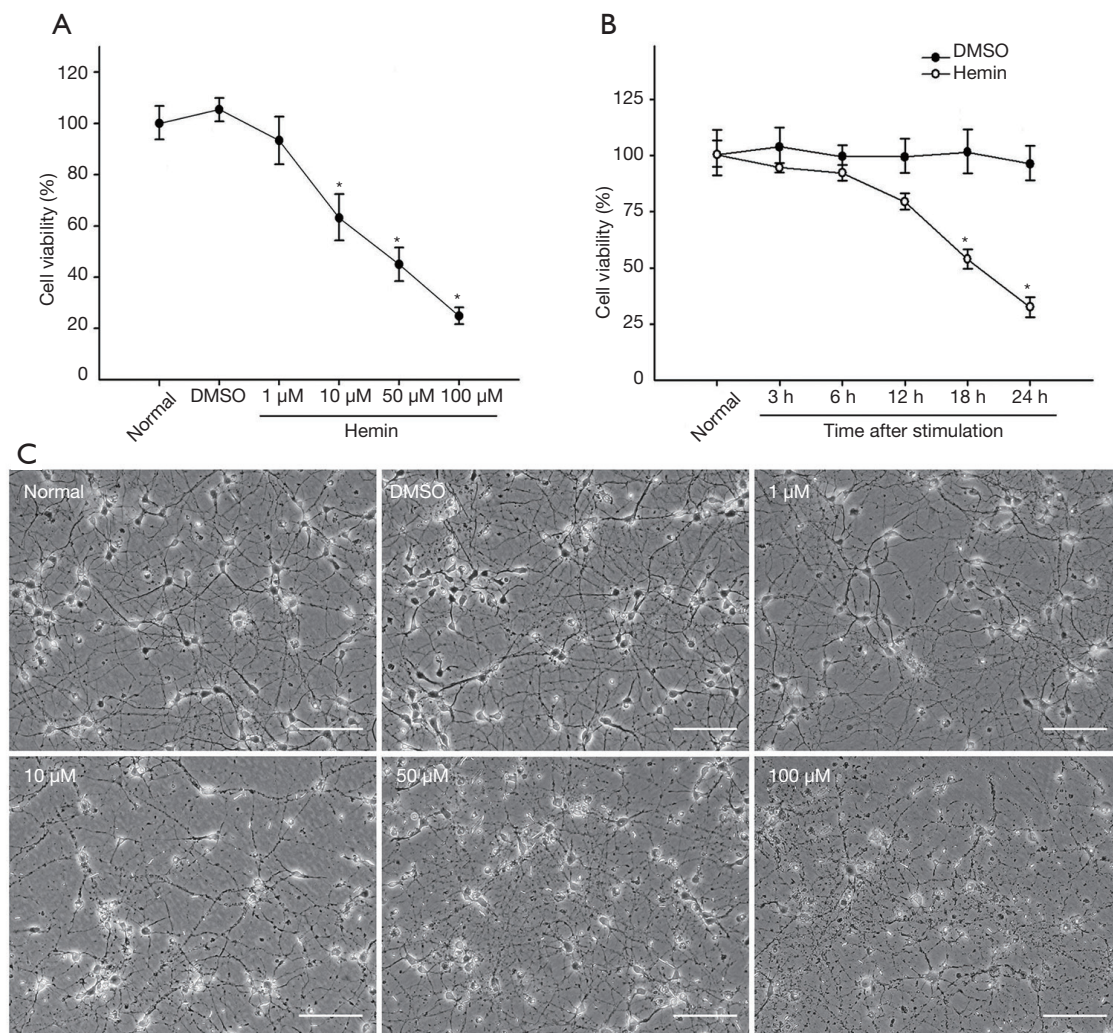 A
120
100
80
60
40
20
0
Cell viability (%)
*
*
*
Normal
DMSO
1 µM
10 µM
50 µM
100 µM
Hemin
B
DMSO
Hemin
125
100
75
50
25
0
Cell viability (%)
*
*
Normal
3 h
6 h
12 h
18 h
24 h
Time after stimulation
C
Normal
DMSO
1 µM
10 µM
50 µM
100 µM